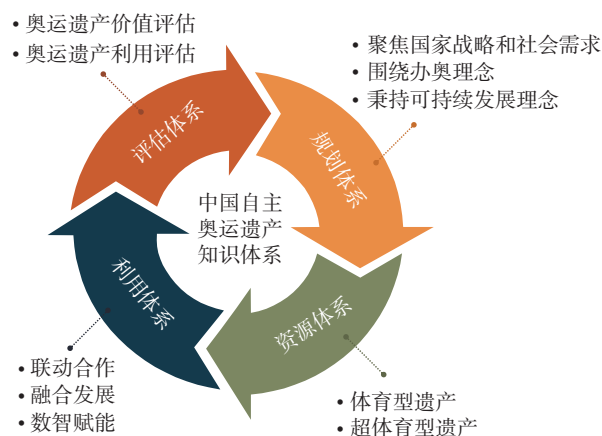 • 奥运遗产价值评估
• 奥运遗产利用评估
• 聚焦国家战略和社会需求
• 围绕办奥理念
• 秉持可持续发展理念
评估体系
规划体系
中国自主
奥运遗产
知识体系
利用体系
资源体系
• 联动合作
• 融合发展
• 数智赋能
• 体育型遗产
• 超体育型遗产